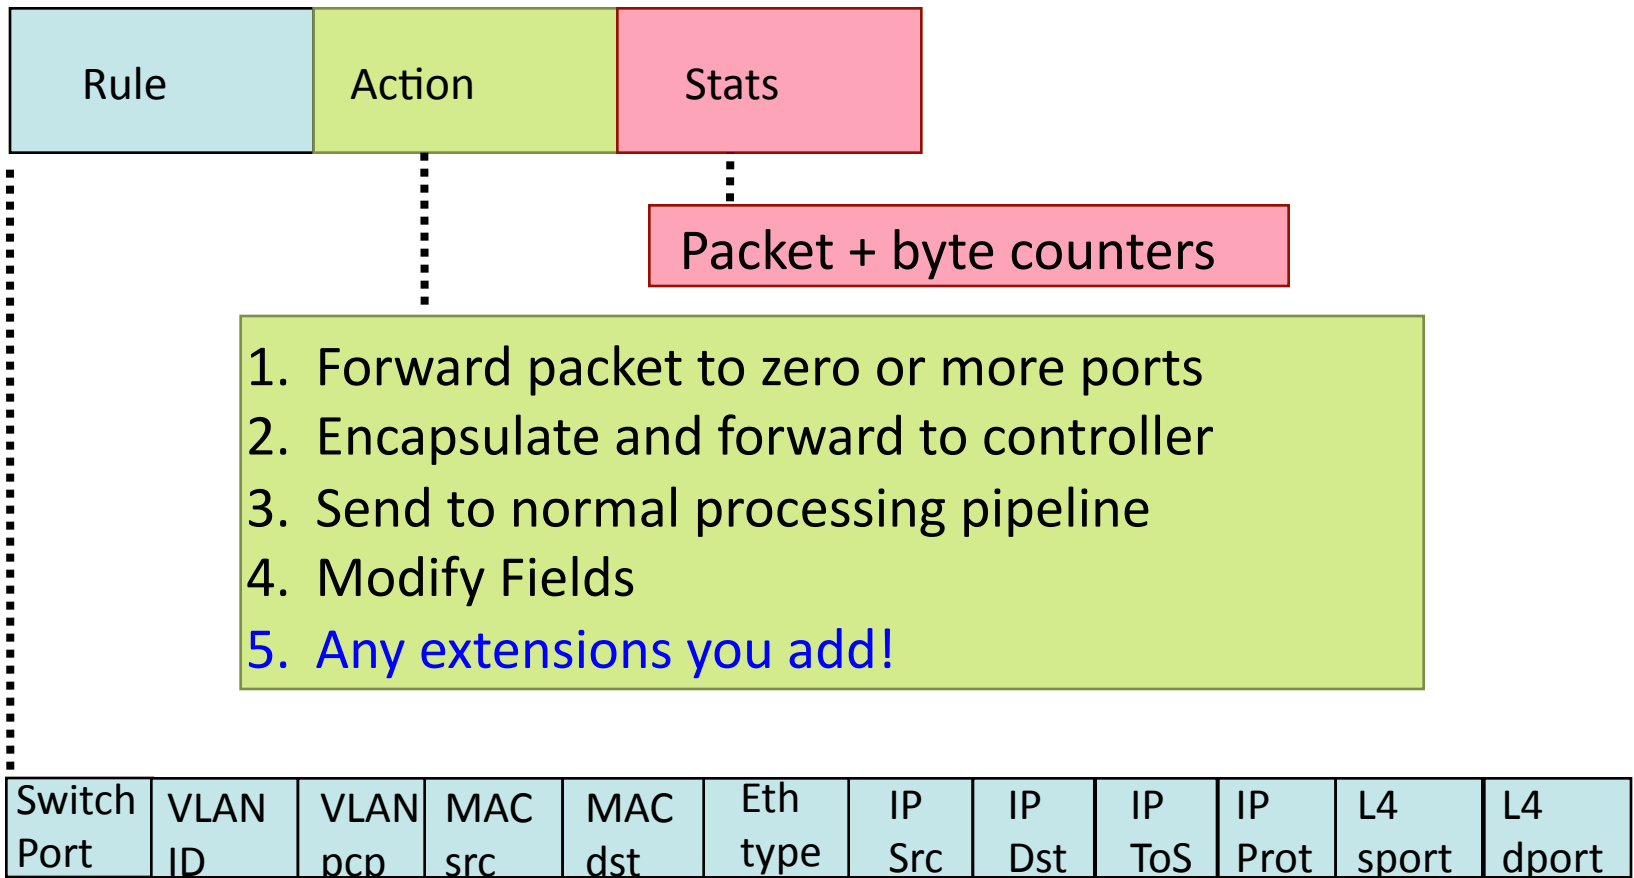 Rule Action Stats
Packet + byte counters
1. Forward packet to zero or more ports
2. Encapsulate and forward to controller
3. Send to normal processing pipeline
4. Modify Fields
5. Any extensions you add!
Switch Port
VLAN ID
VLAN pcp
MAC src
MAC dst
Eth type
IP Src
IP Dst
IP ToS
IP Prot
L4 sport
L4 dport